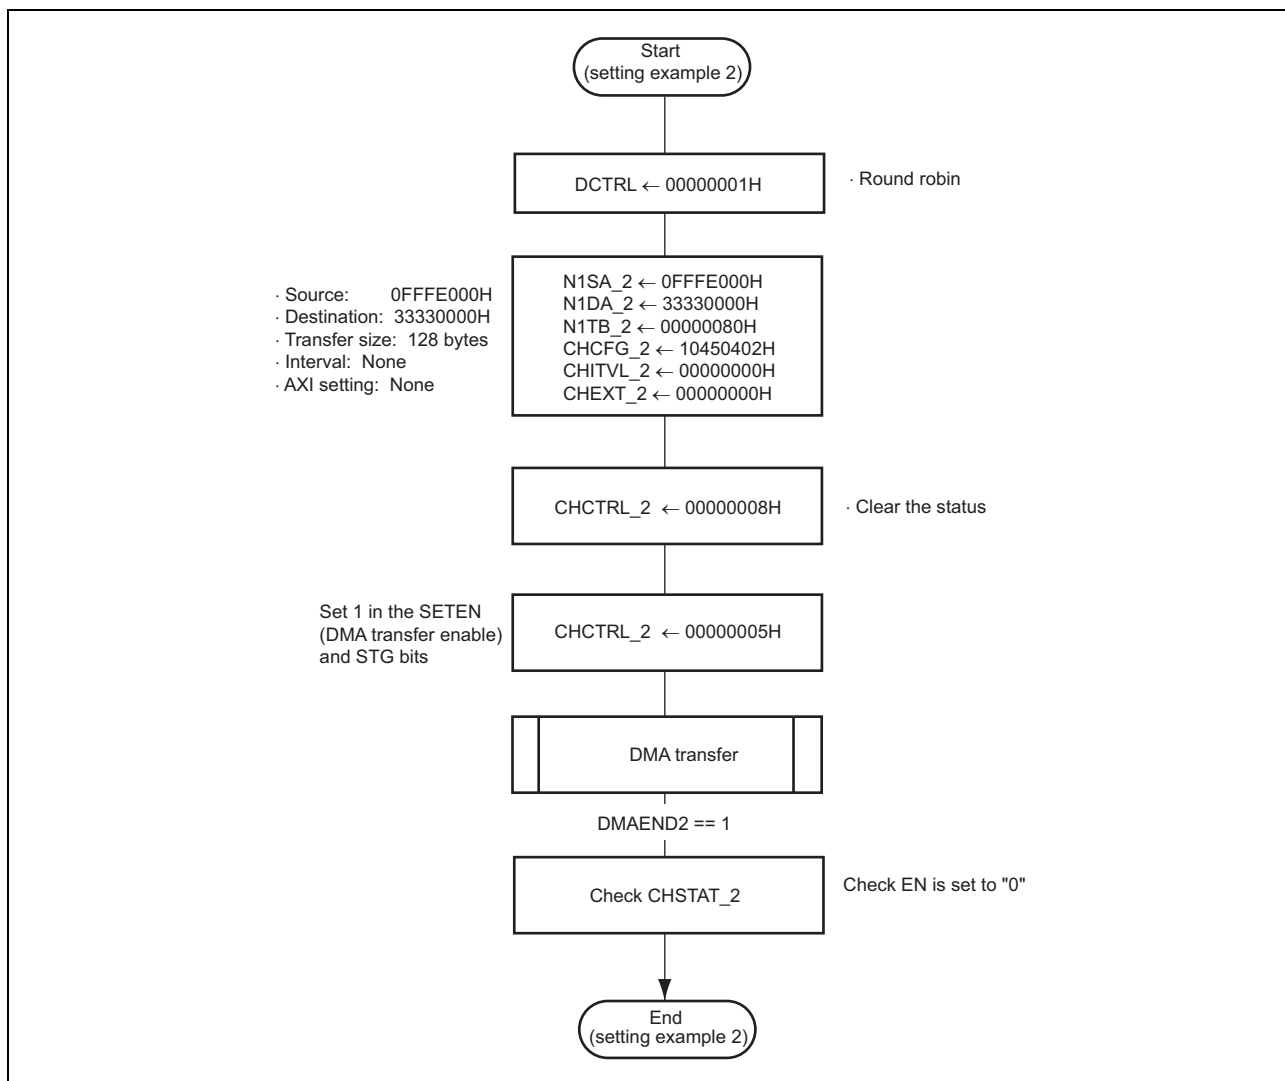 Start
(setting example 2)
DCTRL ← 00000001H
· Round robin
· Source: 0FFFE000H
· Destination: 33330000H
· Transfer size: 128 bytes
· Interval: None
· AXI setting: None
N1SA_2 ← 0FFFE000H
N1DA_2 ← 33330000H
N1TB_2 ← 00000080H
CHCFG_2 ← 10450402H
CHITVL_2 ← 00000000H
CHEXT_2 ← 00000000H
CHCTRL_2 ← 00000008H
· Clear the status
Set 1 in the SETEN
(DMA transfer enable)
and STG bits
CHCTRL_2 ← 00000005H
DMA transfer
DMAEND2 == 1
Check CHSTAT_2
Check EN is set to "0"
End
(setting example 2)